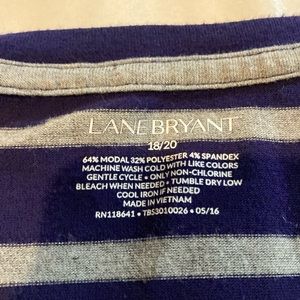 LANE BRYANT
18/20
64% MODAL 32% POLYESTER 4% SPANDEX
MACHINE WASH COLD WITH LIKE COLORS
GENTLE CYCLE • ONLY NON-CHLORINE
BLEACH WHEN NEEDED • TUMBLE DRY LOW
COOL IRON IF NEEDED
MADE IN VIETNAM
RN118641 • TBS3010026 • 05/16